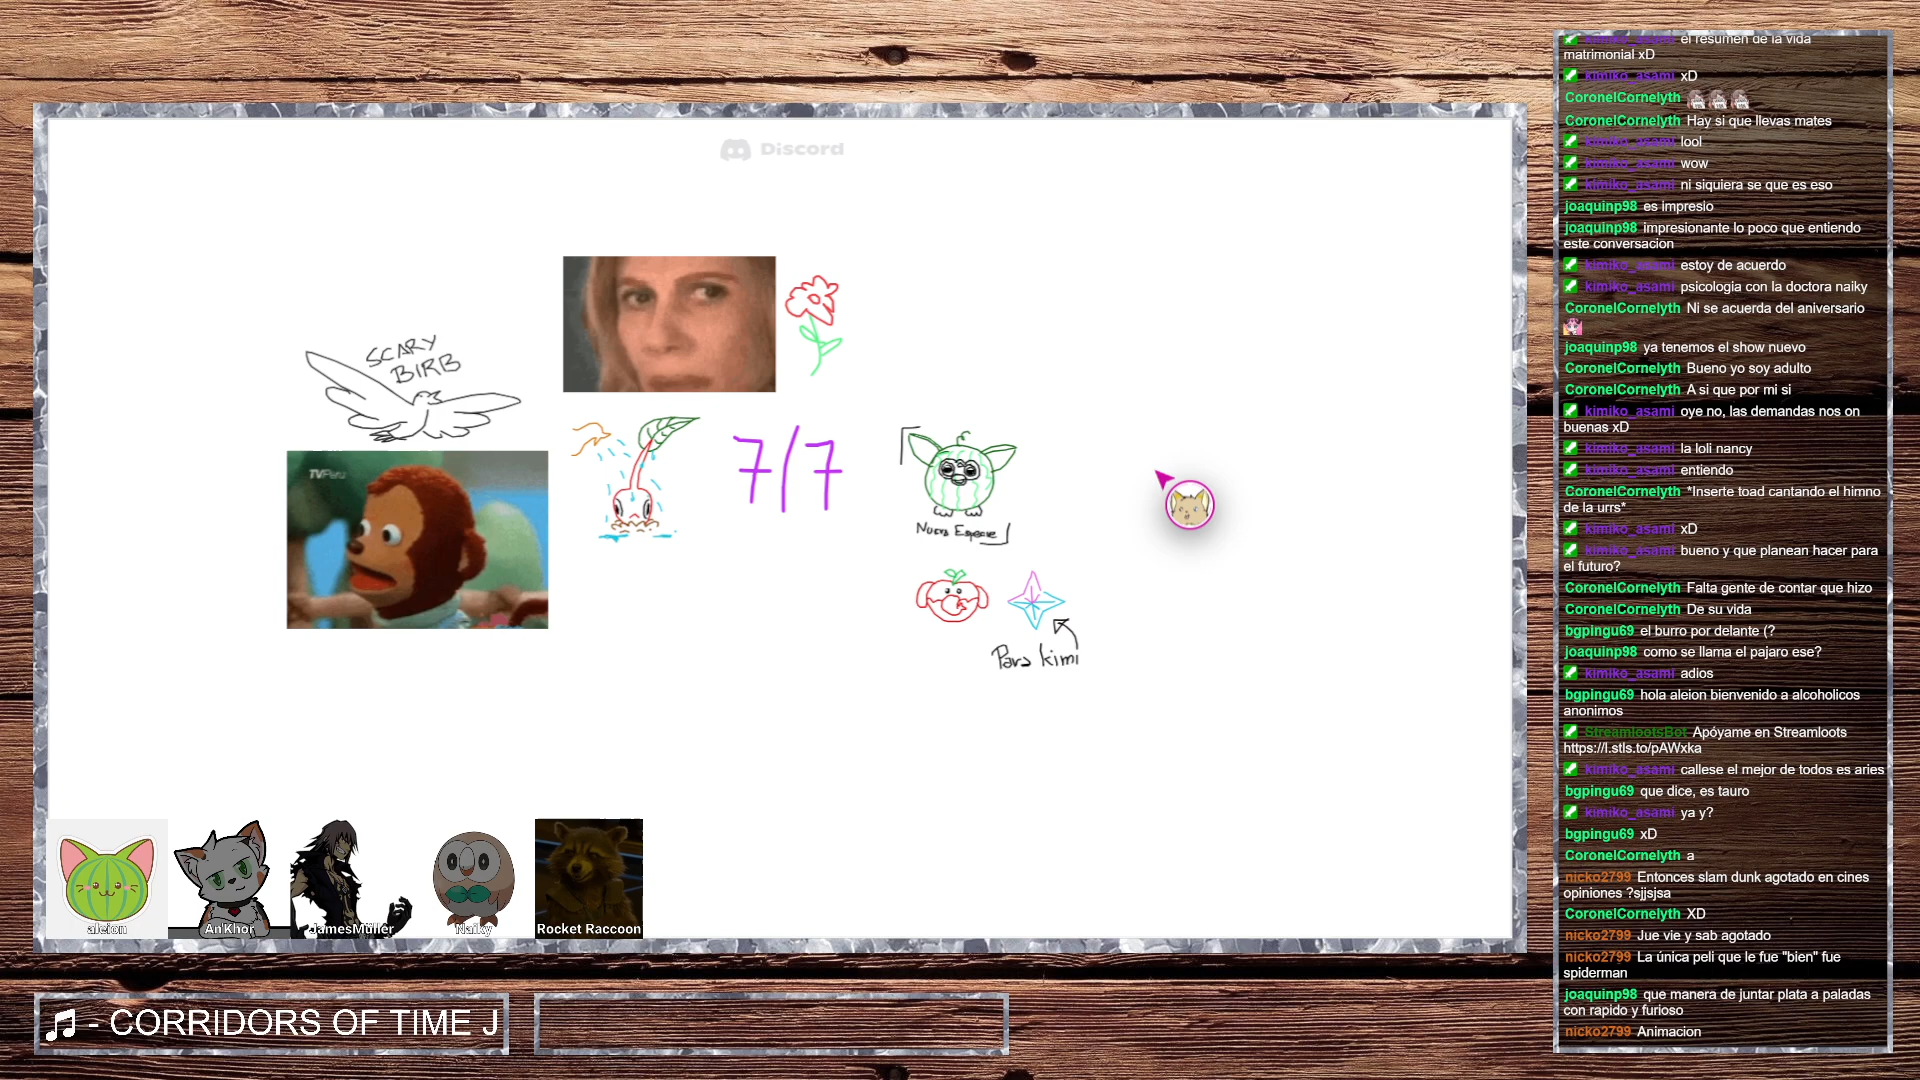 Discord
SCARY
BIRB
TVPerú
7/7
Nueva Especie
Para kimi
aleion
An'Khor
JamesMüller
Naiky
Rocket Raccoon
- CORRIDORS OF TIME J
kimiko_asami el resumen de la vida
matrimonial xD
kimiko_asami xD
CoronelCornelyth
CoronelCornelyth Hay si que llevas mates
kimiko_asami lool
kimiko_asami wow
kimiko_asami ni siquiera se que es eso
joaquinp98 es impresio
joaquinp98 impresionante lo poco que entiendo
este conversacion
kimiko_asami estoy de acuerdo
kimiko_asami psicologia con la doctora naiky
CoronelCornelyth Ni se acuerda del aniversario
joaquinp98 ya tenemos el show nuevo
CoronelCornelyth Bueno yo soy adulto
CoronelCornelyth A si que por mi si
kimiko_asami oye no, las demandas nos on
buenas xD
kimiko_asami la loli nancy
kimiko_asami entiendo
CoronelCornelyth *Inserte toad cantando el himno
de la urrs*
kimiko_asami xD
kimiko_asami bueno y que planean hacer para
el futuro?
CoronelCornelyth Falta gente de contar que hizo
CoronelCornelyth De su vida
bgpingu69 el burro por delante (?
joaquinp98 como se llama el pajaro ese?
kimiko_asami adios
bgpingu69 hola aleion bienvenido a alcoholicos
anonimos
StreamlootsBot Apóyame en Streamloots
https://l.stls.to/pAWxka
kimiko_asami callese el mejor de todos es aries
bgpingu69 que dice, es tauro
kimiko_asami ya y?
bgpingu69 xD
CoronelCornelyth a
nicko2799 Entonces slam dunk agotado en cines
opiniones ?sjjsjsa
CoronelCornelyth XD
nicko2799 Jue vie y sab agotado
nicko2799 La única peli que le fue "bien" fue
spiderman
joaquinp98 que manera de juntar plata a paladas
con rapido y furioso
nicko2799 Animacion